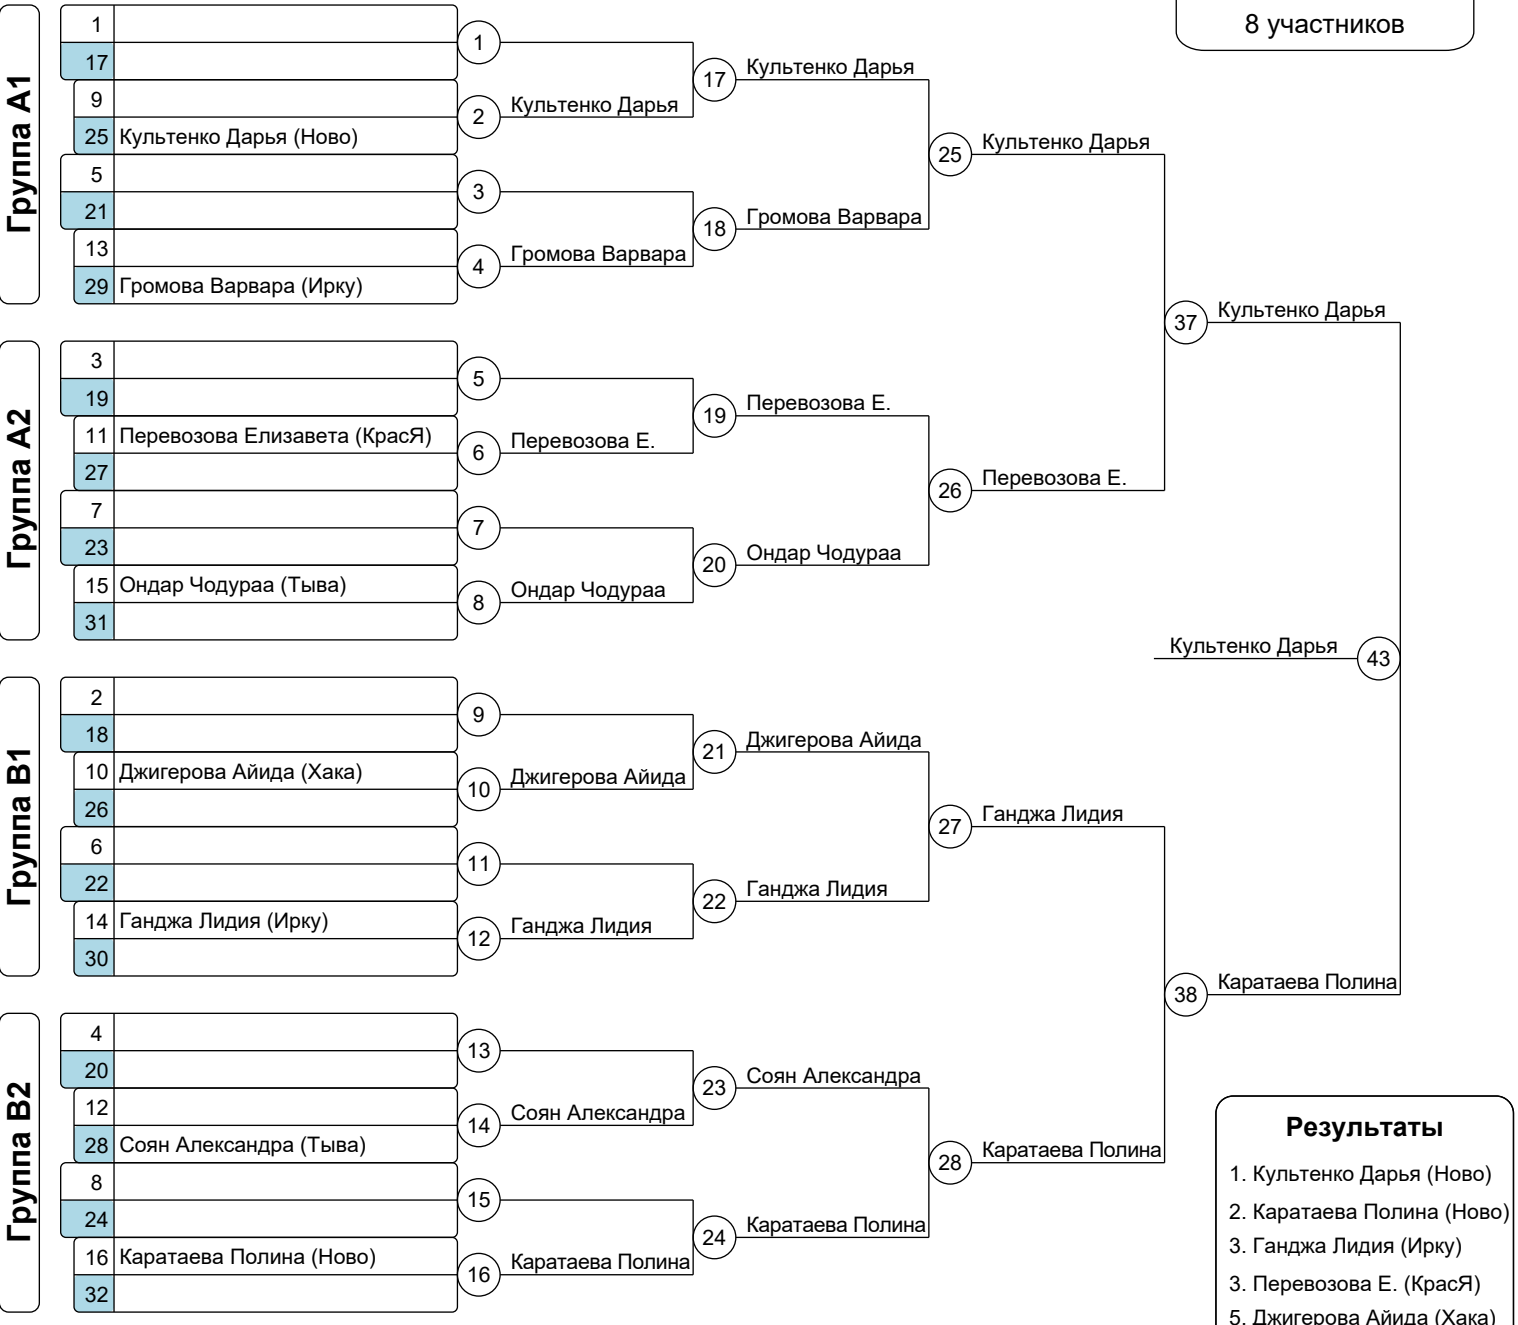 8 участников
Группа A1
1
17
9
25 Культенко Дарья (Ново)
5
21
13
29 Громова Варвара (Ирку)
1
2 Культенко Дарья
3
4 Громова Варвара
17 Культенко Дарья
18 Громова Варвара
25 Культенко Дарья
Группа A2
3
19
11 Перевозова Елизавета (КрасЯ)
27
7
23
15 Ондар Чодураа (Тыва)
31
5
6 Перевозова Е.
7
8 Ондар Чодураа
19 Перевозова Е.
20 Ондар Чодураа
26 Перевозова Е.
37 Культенко Дарья
Группа B1
2
18
10 Джигерова Айида (Хака)
26
6
22
14 Ганджа Лидия (Ирку)
30
9
10 Джигерова Айида
11
12 Ганджа Лидия
21 Джигерова Айида
22 Ганджа Лидия
27 Ганджа Лидия
Группа B2
4
20
12
28 Соян Александра (Тыва)
8
24
16 Каратаева Полина (Ново)
32
13
14 Соян Александра
15
16 Каратаева Полина
23 Соян Александра
24 Каратаева Полина
28 Каратаева Полина
38 Каратаева Полина
Культенко Дарья 43
Результаты
1. Культенко Дарья (Ново)
2. Каратаева Полина (Ново)
3. Ганджа Лидия (Ирку)
3. Перевозова Е. (КрасЯ)
5. Джигерова Айида (Хака)